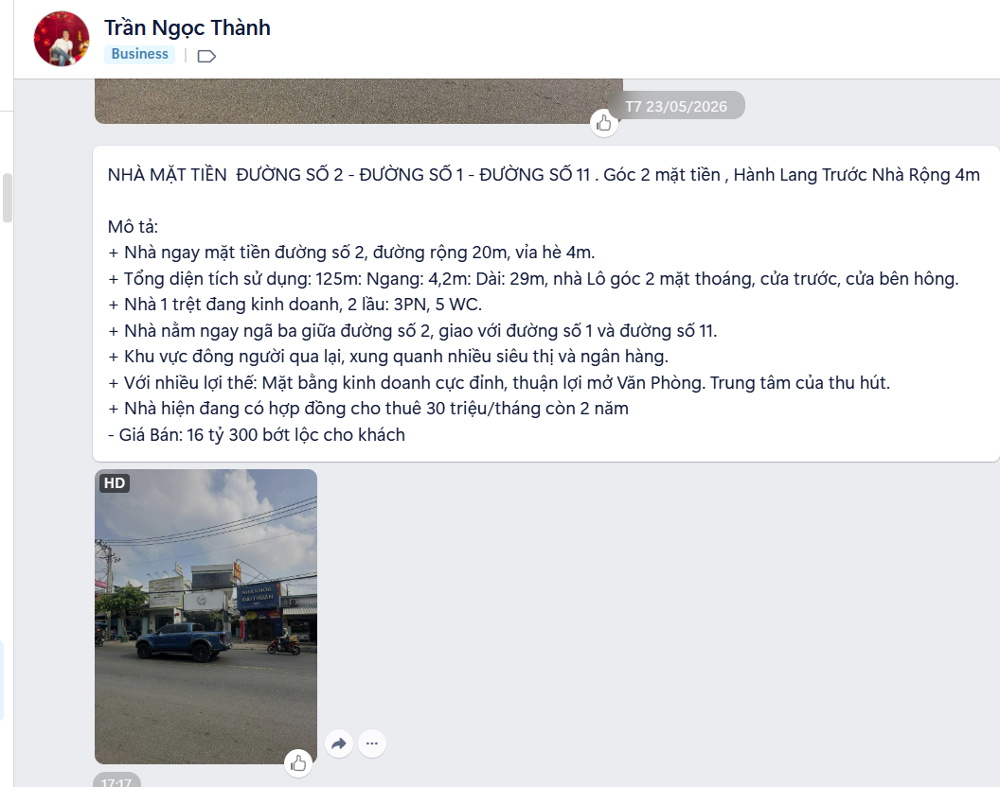 Trần Ngọc Thành
Business
T7 23/05/2026
NHÀ MẶT TIỀN  ĐƯỜNG SỐ 2 - ĐƯỜNG SỐ 1 - ĐƯỜNG SỐ 11 . Góc 2 mặt tiền , Hành Lang Trước Nhà Rộng 4m
Mô tả:
+ Nhà ngay mặt tiền đường số 2, đường rộng 20m, vỉa hè 4m.
+ Tổng diện tích sử dụng: 125m: Ngang: 4,2m: Dài: 29m, nhà Lô góc 2 mặt thoáng, cửa trước, cửa bên hông.
+ Nhà 1 trệt đang kinh doanh, 2 lầu: 3PN, 5 WC.
+ Nhà nằm ngay ngã ba giữa đường số 2, giao với đường số 1 và đường số 11.
+ Khu vực đông người qua lại, xung quanh nhiều siêu thị và ngân hàng.
+ Với nhiều lợi thế: Mặt bằng kinh doanh cực đỉnh, thuận lợi mở Văn Phòng. Trung tâm của thu hút.
+ Nhà hiện đang có hợp đồng cho thuê 30 triệu/tháng còn 2 năm
- Giá Bán: 16 tỷ 300 bớt lộc cho khách
HD
NHA KHOA
ĐẠI THUẬN
17:17